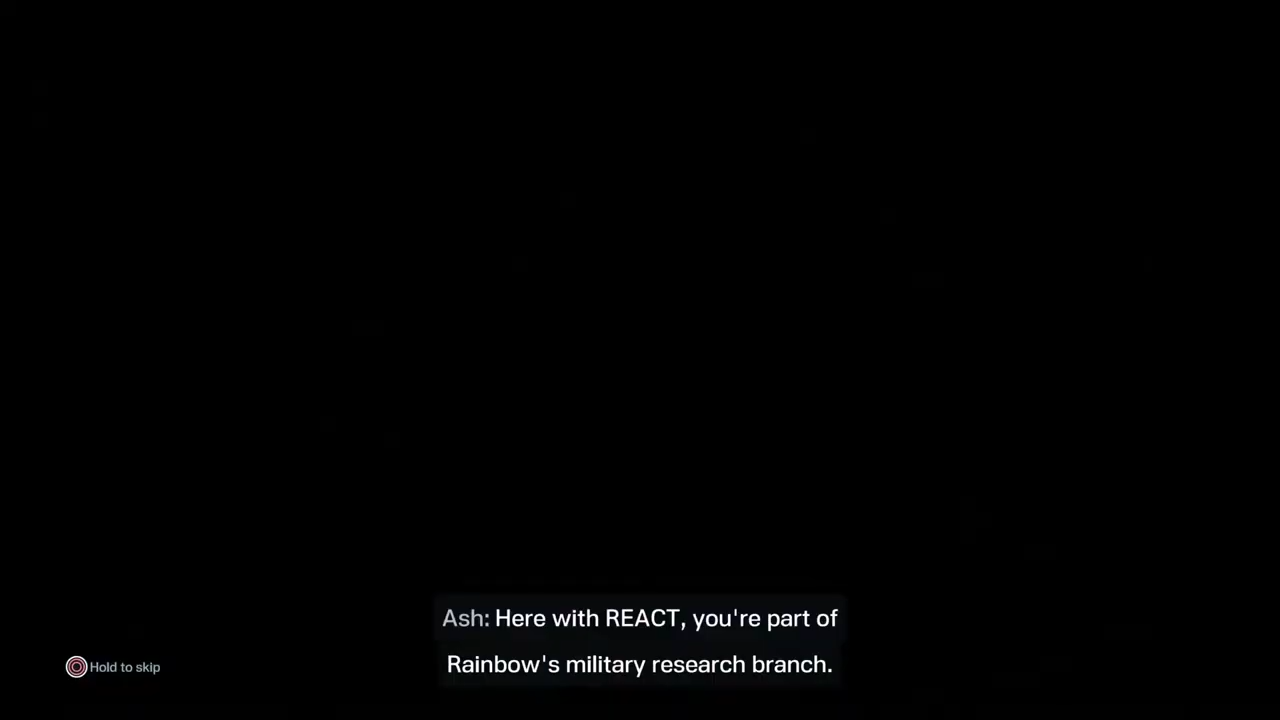 Ash: Here with REACT, you're part of
Rainbow's military research branch.
Hold to skip